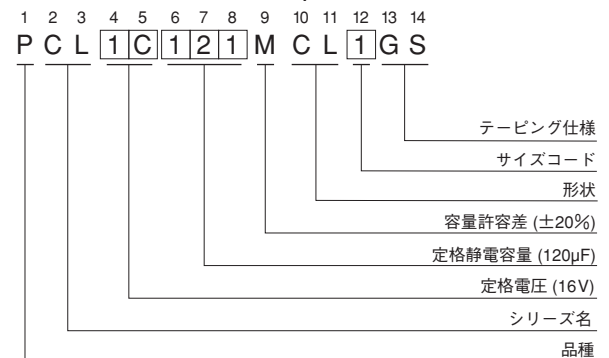 1 2 3 4 5 6 7 8 9 10 11 12 13 14
P C L 1 C 1 2 1 M C L 1 G S
テーピング仕様
サイズコード
形状
容量許容差 (±20%)
定格静電容量 (120µF)
定格電圧 (16V)
シリーズ名
品種